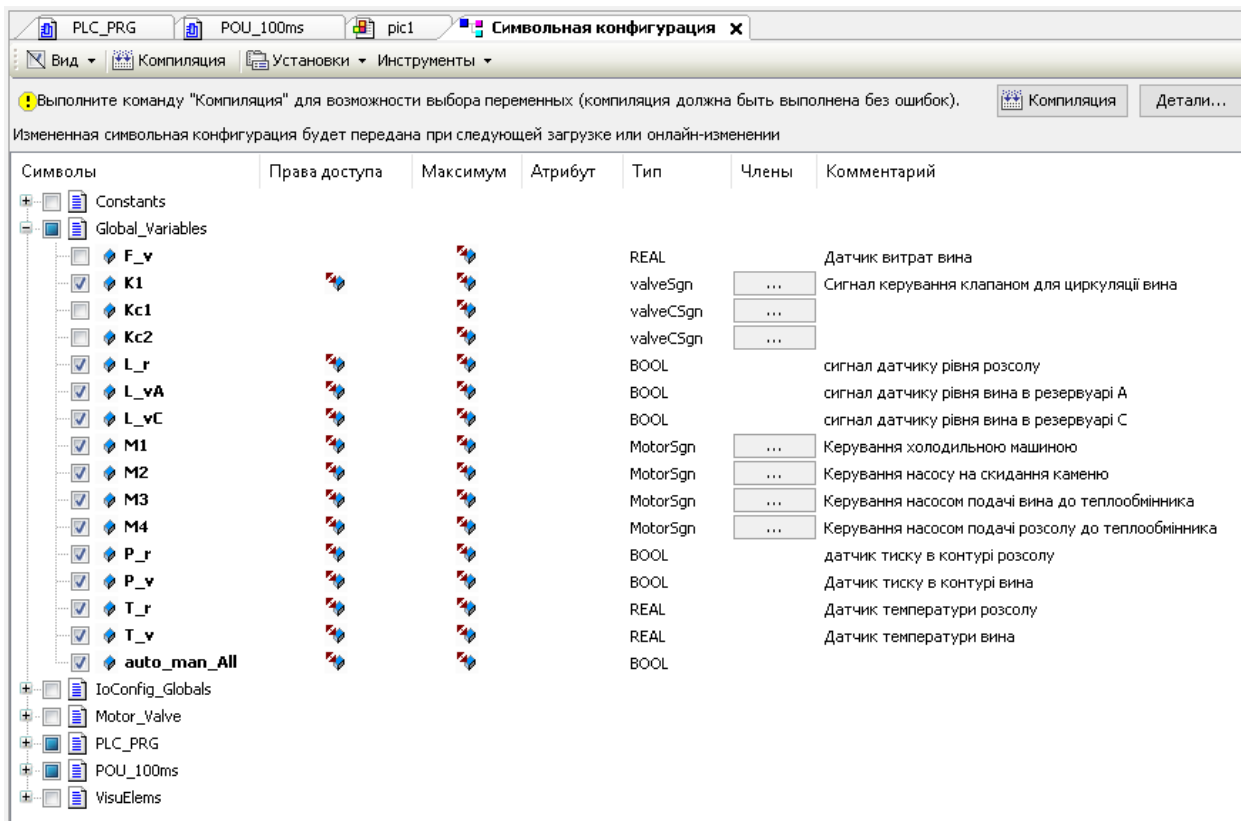 PLC_PRG POU_100ms pic1 Символьная конфигурация x
Вид Компиляция Установки Инструменты
Выполните команду "Компиляция" для возможности выбора переменных (компиляция должна быть выполнена без ошибок). Компиляция Детали...
Измененная символьная конфигурация будет передана при следующей загрузке или онлайн-изменении
Символы Права доступа Максимум Атрибут Тип Члены Комментарий
Constants
Global_Variables
F_v REAL Датчик витрат вина
K1 valveSgn ... Сигнал керування клапаном для циркуляції вина
Kc1 valveCSgn ...
Kc2 valveCSgn ...
L_r BOOL сигнал датчику рівня розсолу
L_vA BOOL сигнал датчику рівня вина в резервуарі А
L_vC BOOL сигнал датчику рівня вина в резервуарі С
M1 MotorSgn ... Керування холодильною машиною
M2 MotorSgn ... Керування насосу на скидання каменю
M3 MotorSgn ... Керування насосом подачі вина до теплообмінника
M4 MotorSgn ... Керування насосом подачі розсолу до теплообмінника
P_r BOOL датчик тиску в контурі розсолу
P_v BOOL Датчик тиску в контурі вина
T_r REAL Датчик температури розсолу
T_v REAL Датчик температури вина
auto_man_All BOOL
IoConfig_Globals
Motor_Valve
PLC_PRG
POU_100ms
VisuElems